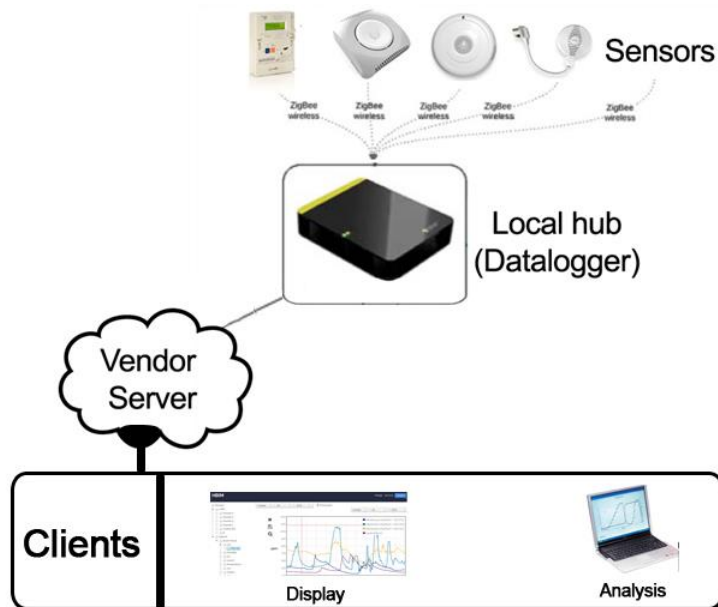 Sensors
ZigBee
wireless
ZigBee
wireless
ZigBee
wireless
ZigBee
wireless
ZigBee
wireless
Local hub
(Datalogger)
Vendor
Server
Clients
Display
Analysis